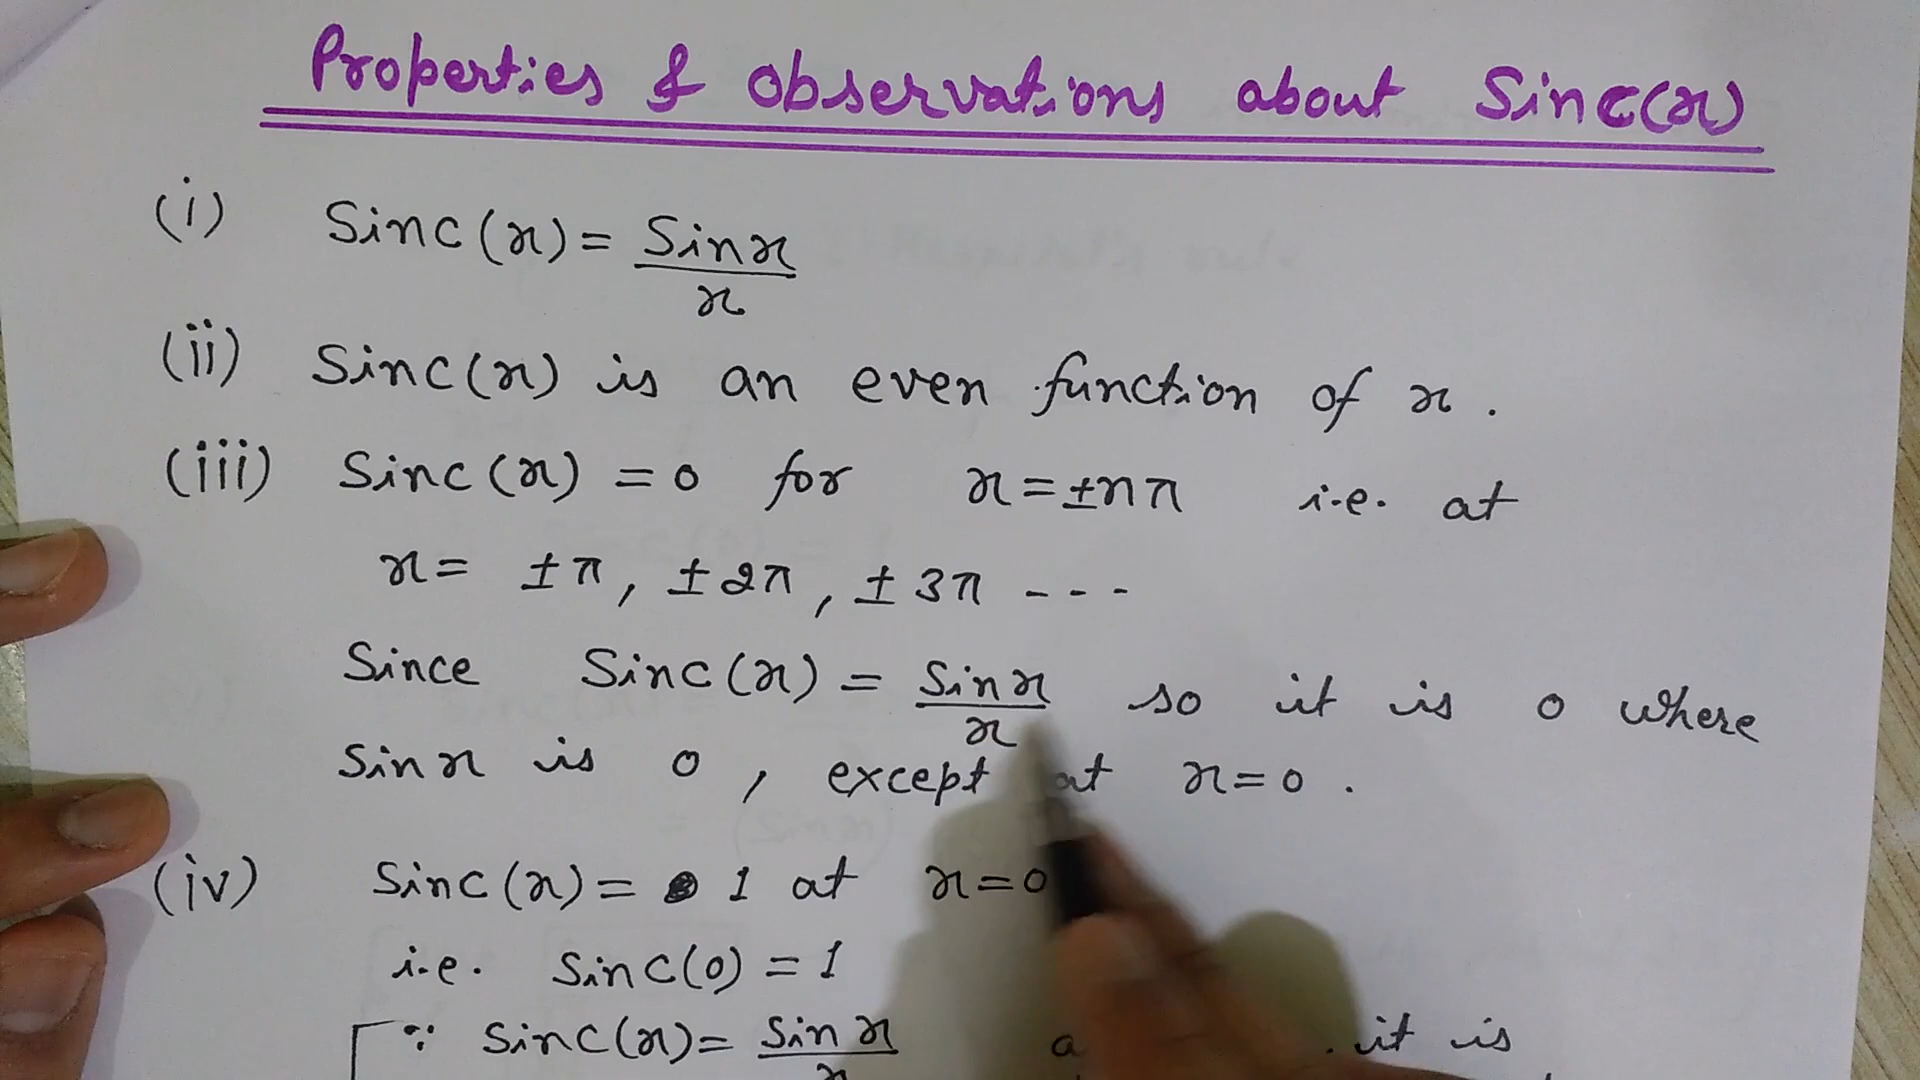 Properties & observations about Sinc(x)
(i) Sinc(x) = Sinx / x
(ii) Sinc(x) is an even function of x.
(iii) Sinc(x) = 0 for x = ±nπ i.e. at
x = ±π, ±2π, ±3π ---
Since Sinc(x) = Sinx / x so it is 0 where
Sinx is 0, except at x=0.
(iv) Sinc(x) = 1 at x=0
i.e. Sinc(0) = 1
∵ Sinc(x) = Sin x / x it is